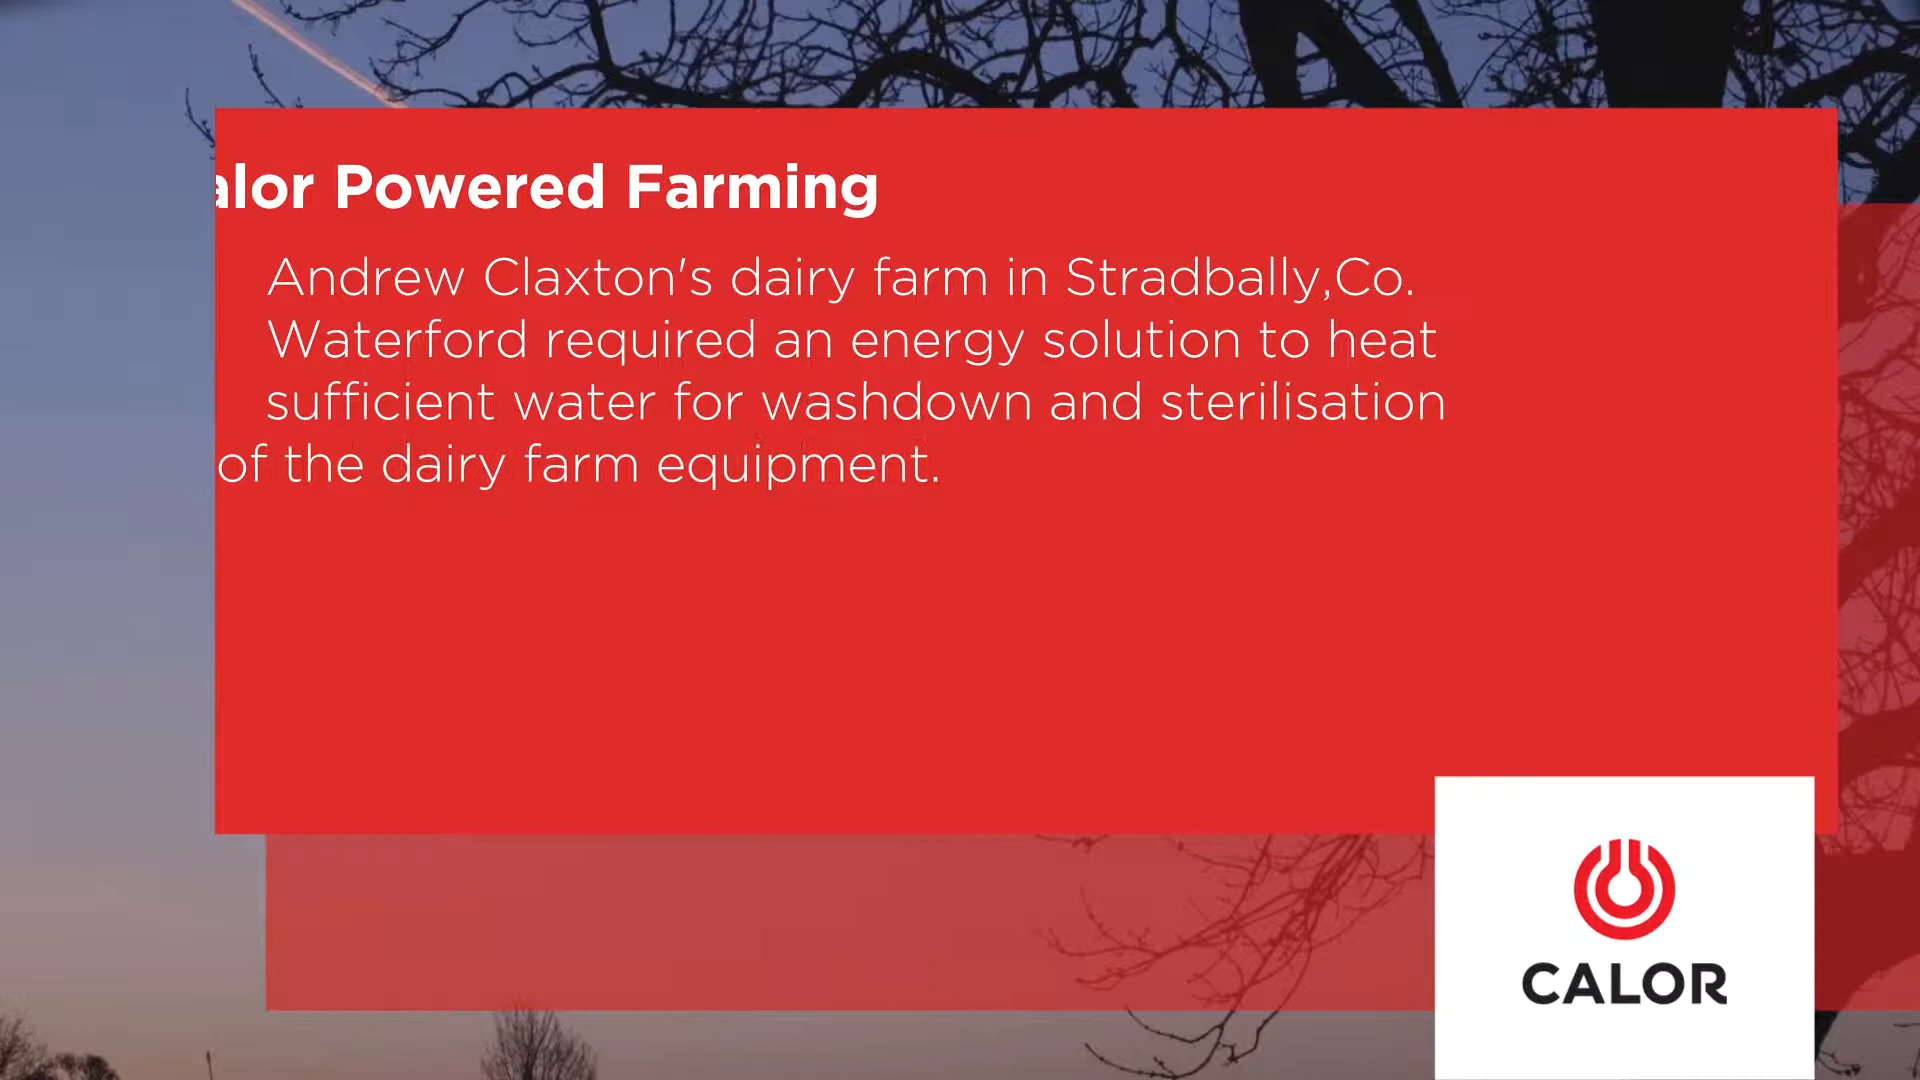 alor Powered Farming
Andrew Claxton's dairy farm in Stradbally,Co.
Waterford required an energy solution to heat
sufficient water for washdown and sterilisation
of the dairy farm equipment.
CALOR